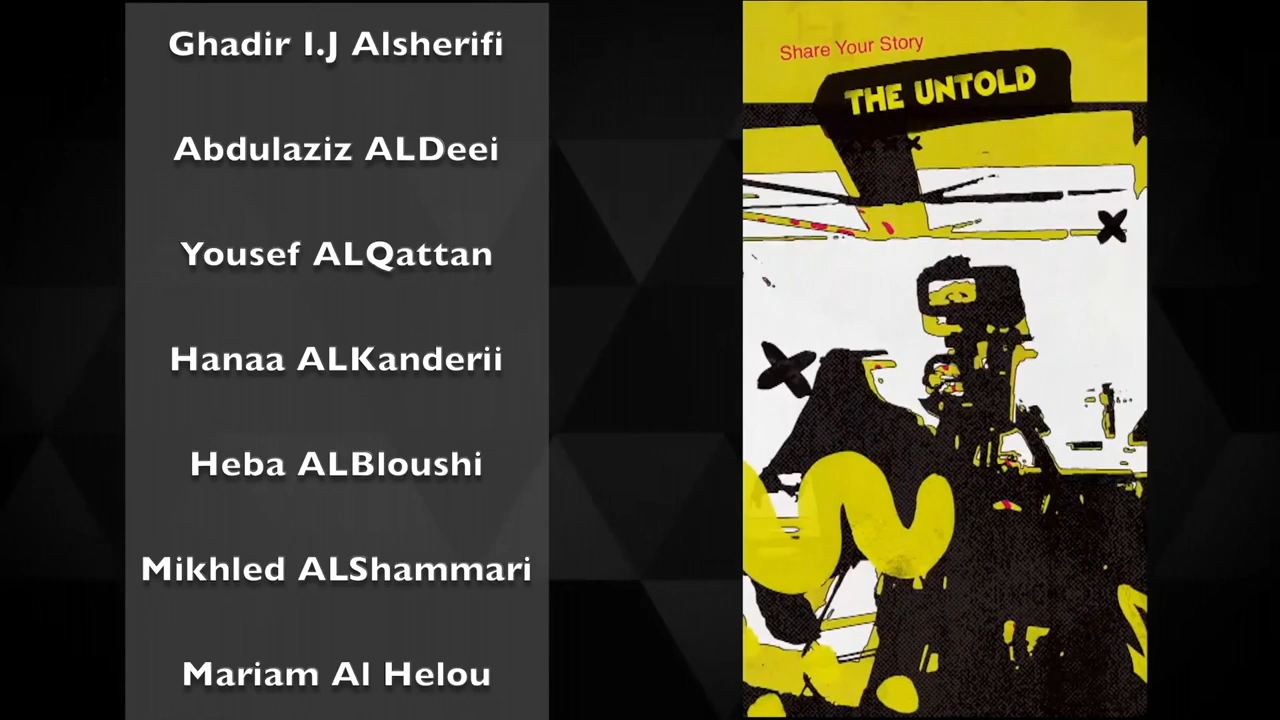 Ghadir I.J Alsherifi
Abdulaziz ALDeei
Yousef ALQattan
Hanaa ALKanderii
Heba ALBloushi
Mikhled ALShammari
Mariam Al Helou
Share Your Story
THE UNTOLD